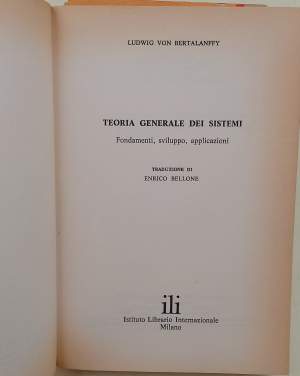 LUDWIG VON BERTALANFFY
TEORIA GENERALE DEI SISTEMI
Fondamenti, sviluppo, applicazioni
TRADUZIONE DI
ENRICO BELLONE
ili
Istituto Librario Internazionale
Milano